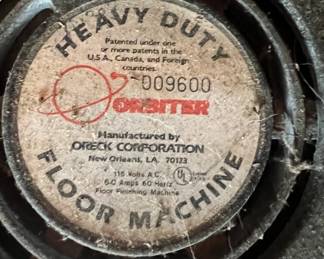 HEAVY DUTY
Patented under one
or more patents in the
U.S.A., Canada, and Foreign
countries.
009600
ORBITER
Manufactured by
ORECK CORPORATION
New Orleans, LA. 70123
115 Volts A.C.
6.0 Amps 60 Hertz
Floor Finishing Machine
UL
FLOOR MACHINE